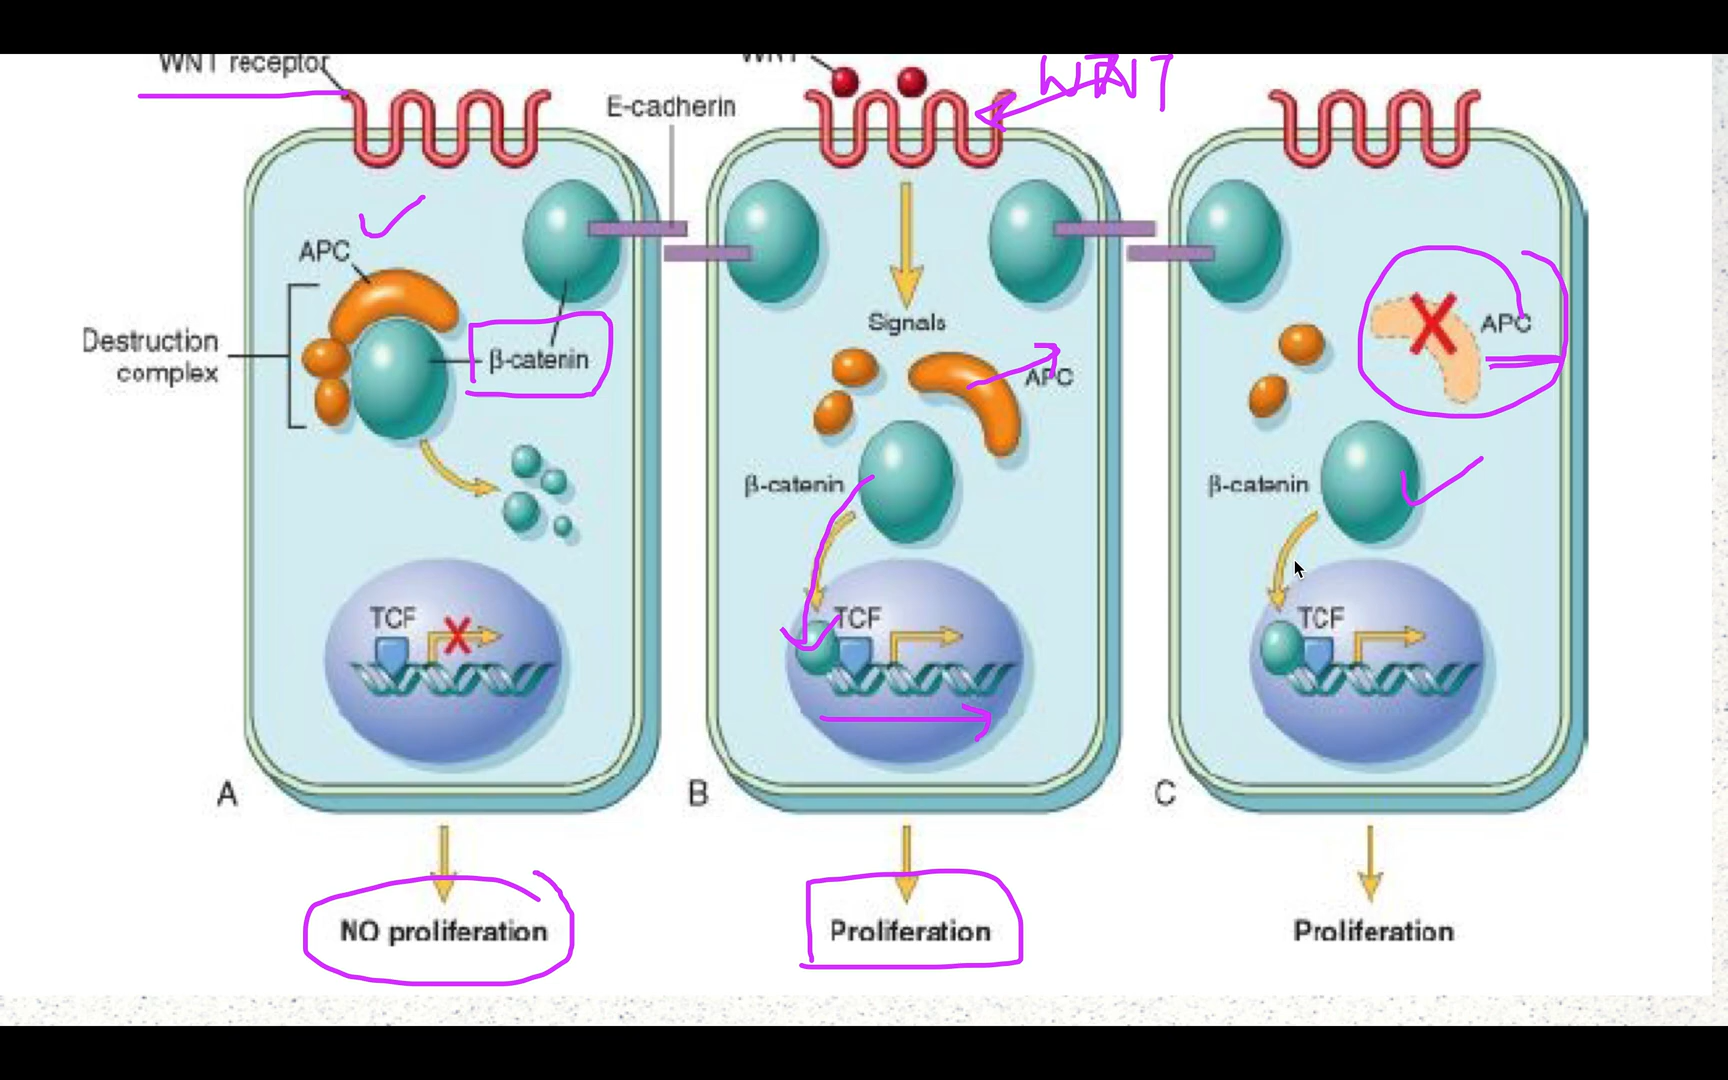 WNT receptor
WNT
WNT
E-cadherin
APC
Destruction
complex
β-catenin
TCF
A
NO proliferation
Signals
APC
β-catenin
TCF
B
Proliferation
APC
β-catenin
TCF
C
Proliferation